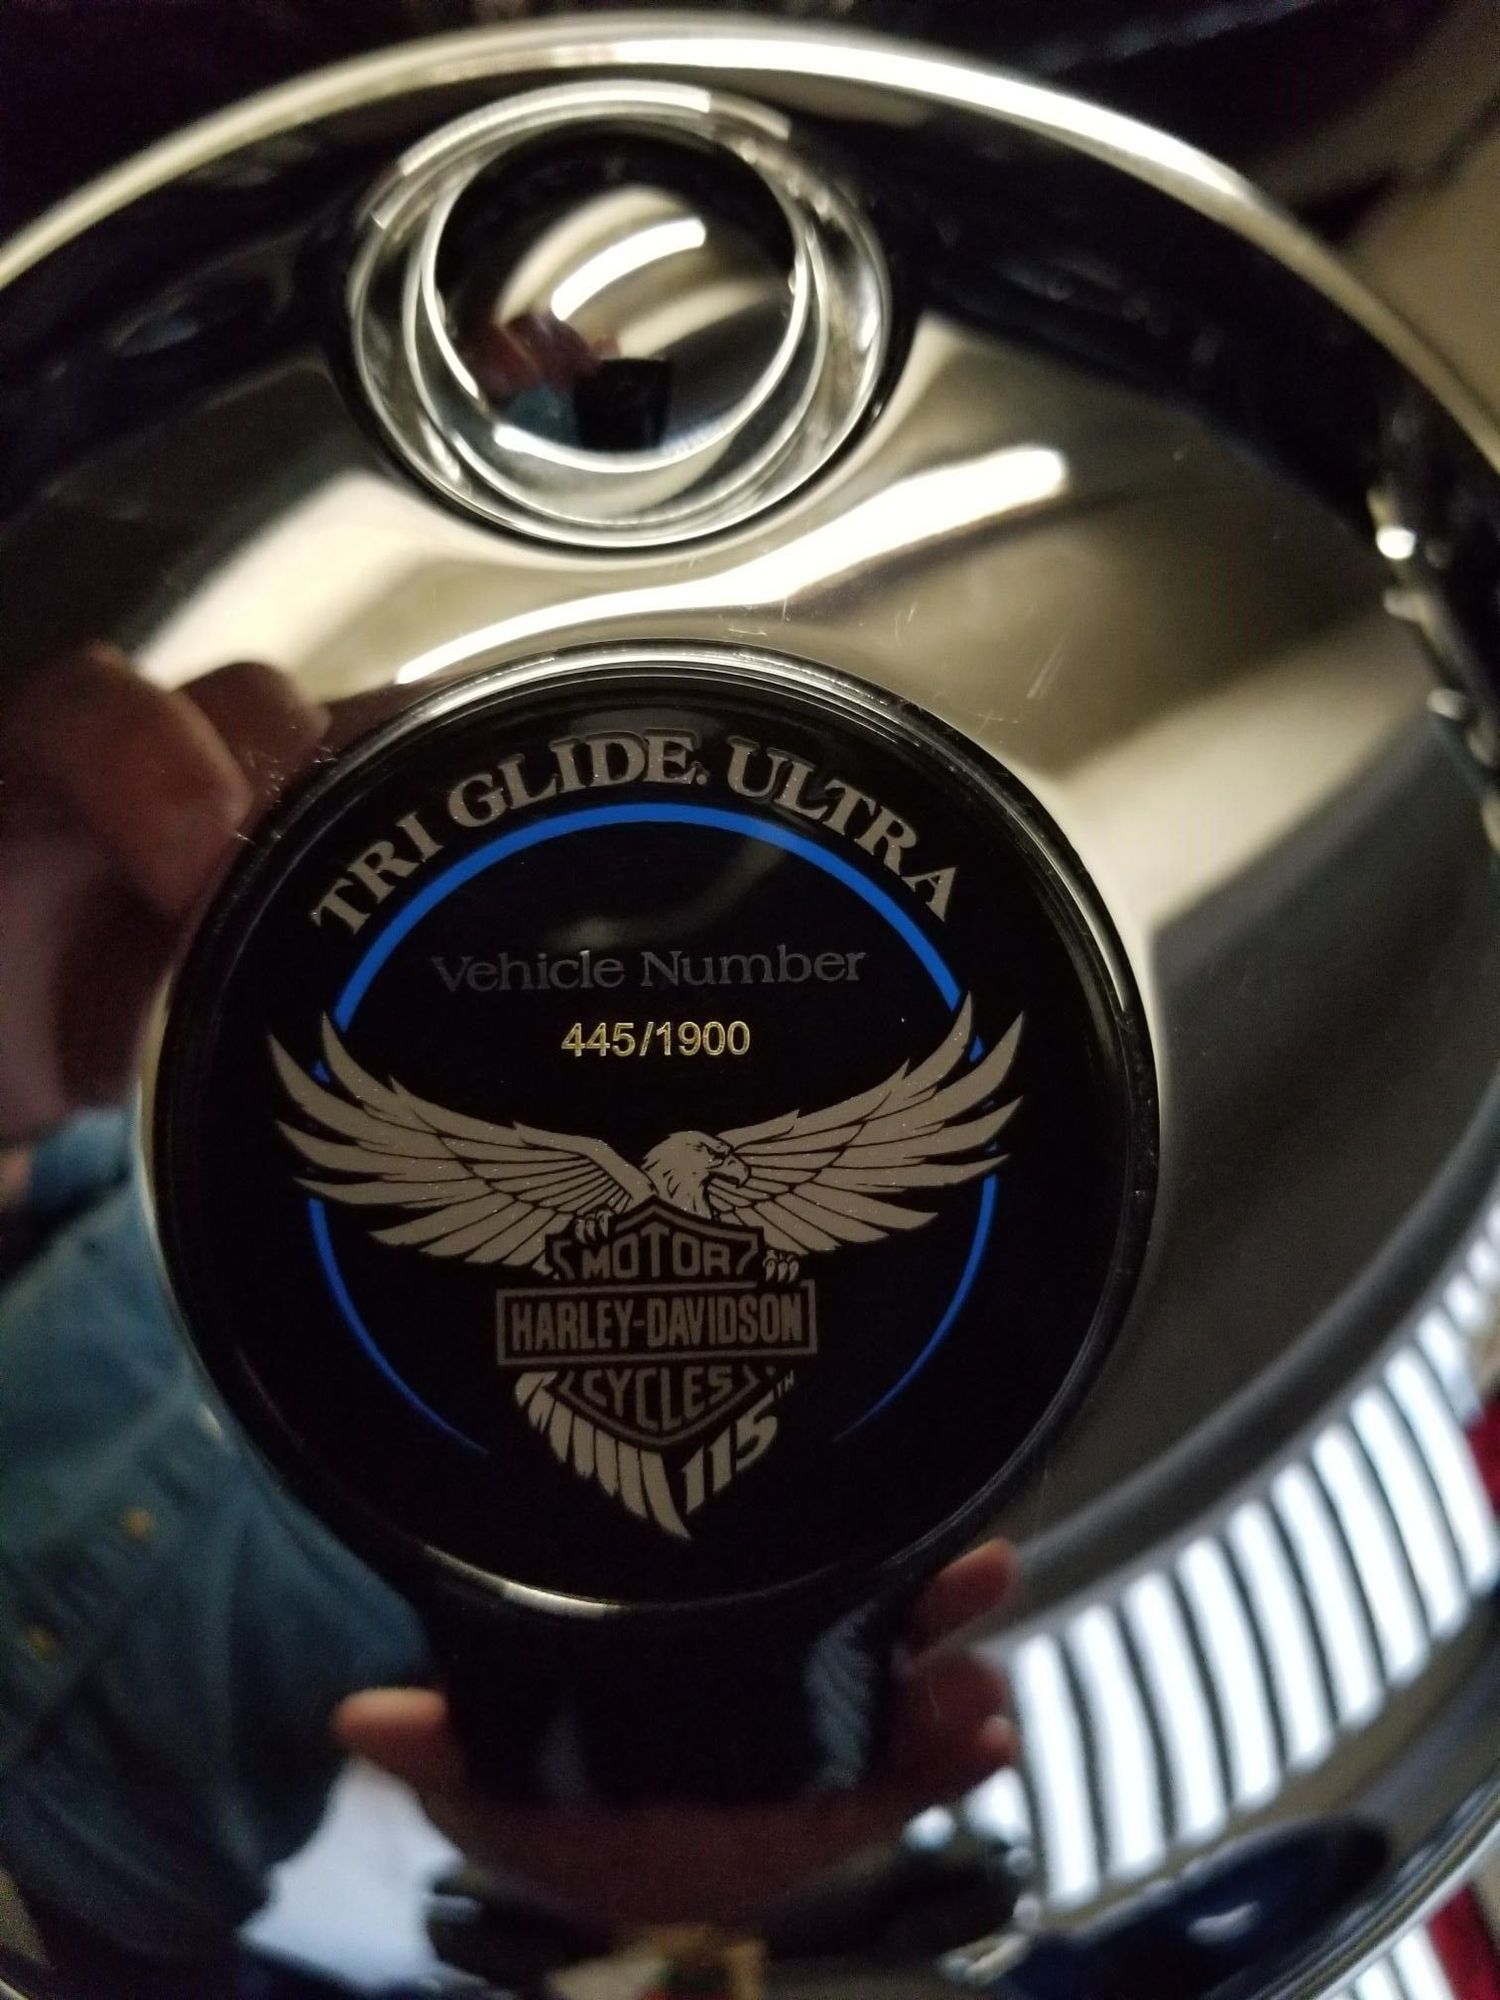 TRI GLIDE. ULTRA
Vehicle Number
445/1900
MOTOR
HARLEY-DAVIDSON
CYCLES
115TH